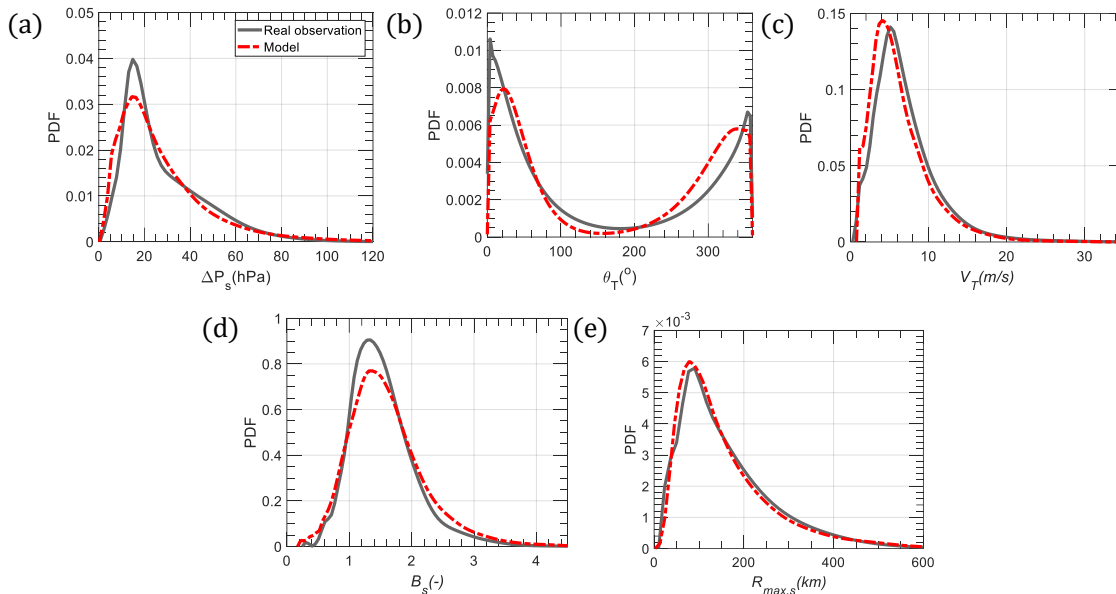 (a)
Real observation
Model
PDF
0.05
0.04
0.03
0.02
0.01
0
0 20 40 60 80 100 120
ΔPₛ(hPa)
(b)
PDF
0.012
0.01
0.008
0.006
0.004
0.002
0
0 100 200 300
θ_T(°)
(c)
PDF
0.15
0.1
0.05
0
0 10 20 30
V_T(m/s)
(d)
PDF
1
0.8
0.6
0.4
0.2
0
0 1 2 3 4
Bₛ(-)
(e)
×10⁻³
PDF
7
6
5
4
3
2
1
0
0 200 400 600
R_max,s(km)